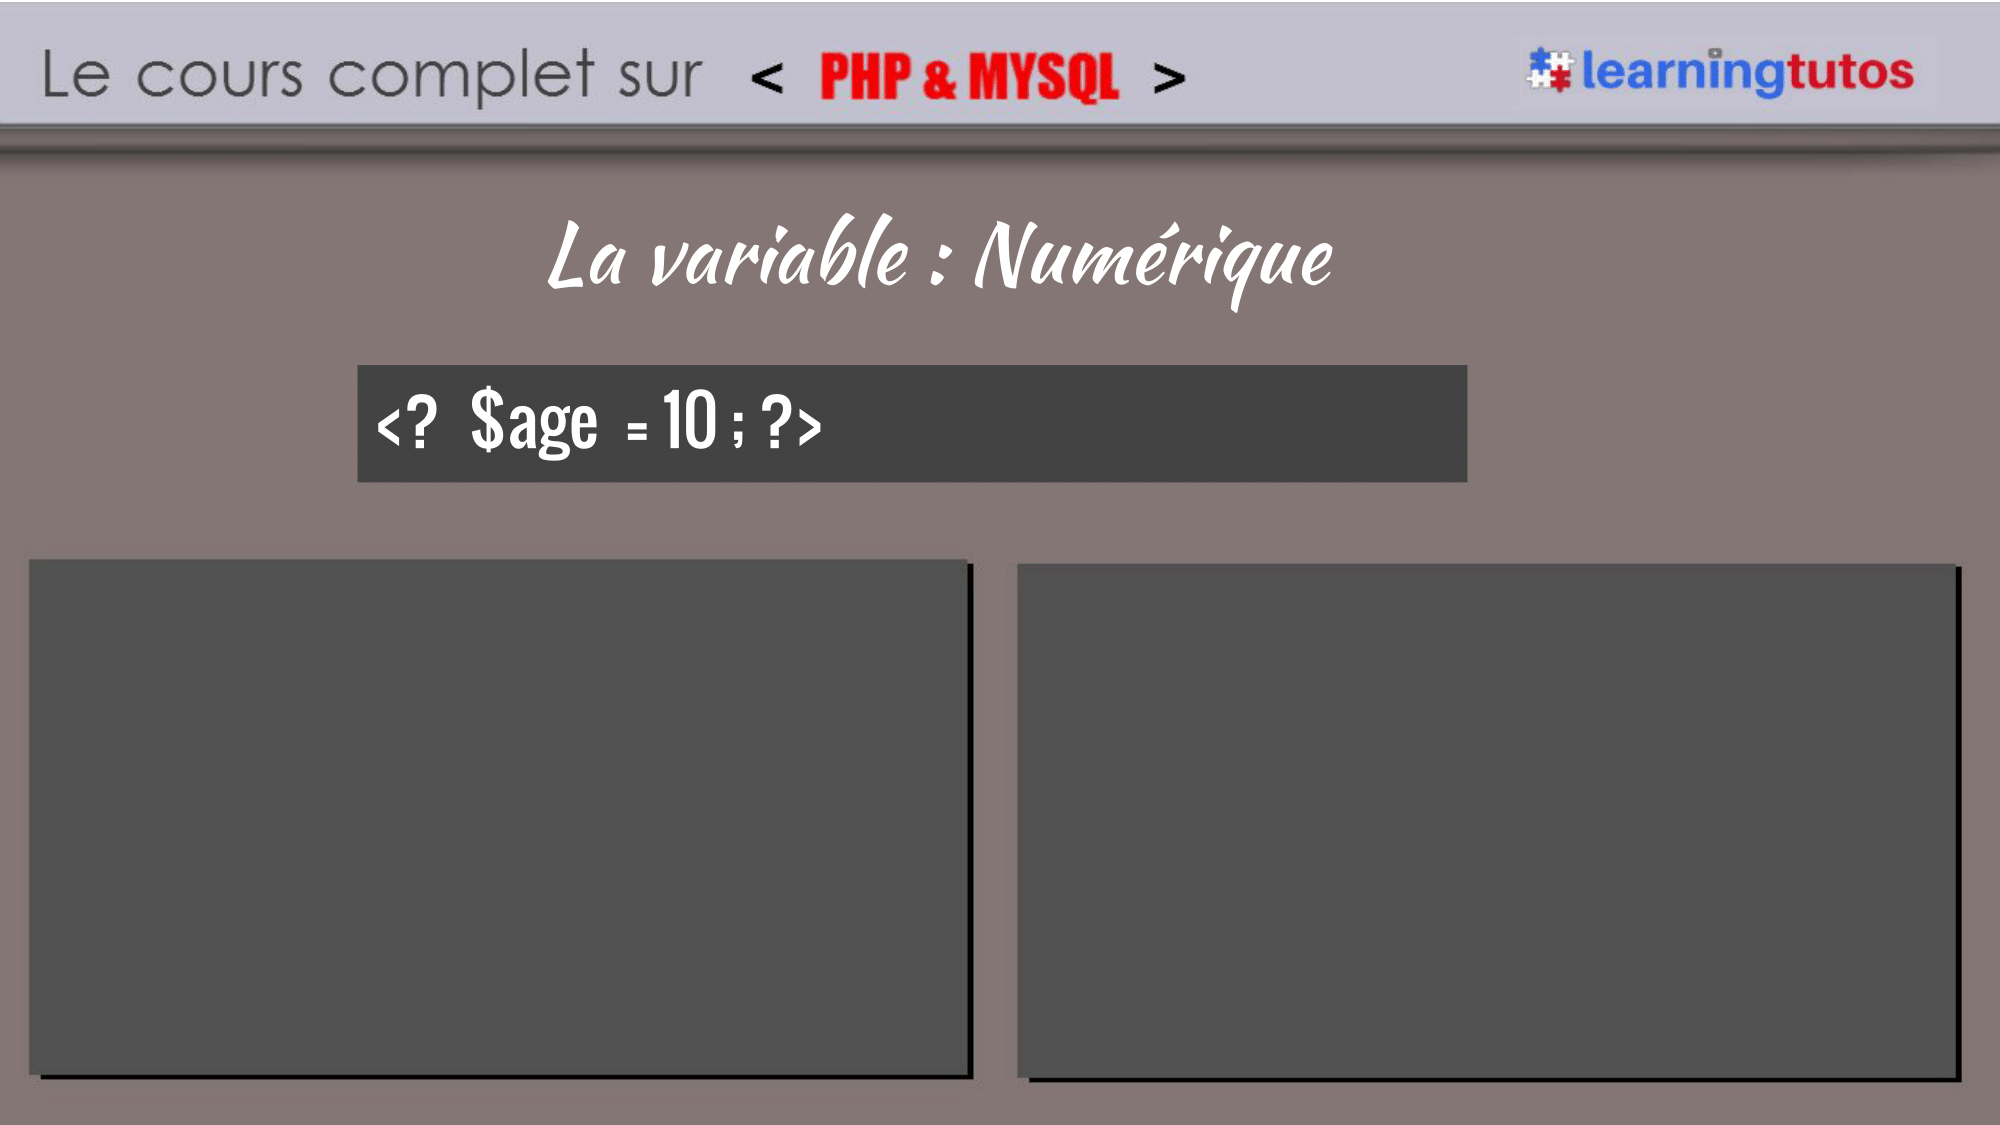 Le cours complet sur < PHP & MYSQL >
learningtutos
La variable : Numérique
<? $age = 10 ; ?>